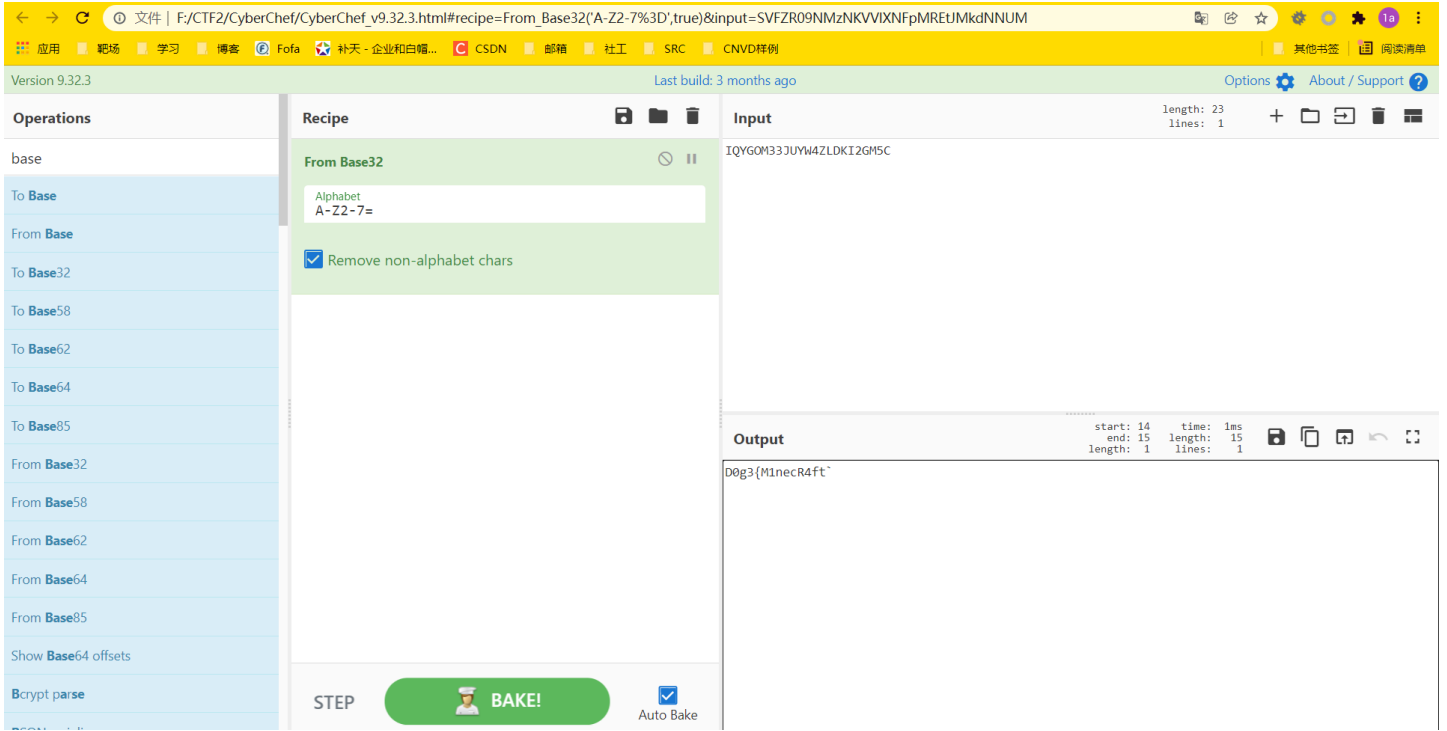 文件 | F:/CTF2/CyberChef/CyberChef_v9.32.3.html#recipe=From_Base32('A-Z2-7%3D',true)&input=SVFZR09NMzNKVVlXNFpMREtJMkdNNUM
1a
应用 靶场 学习 博客 Fofa 补天 - 企业和白帽... CSDN 邮箱 社工 SRC CNVD样例 其他书签 阅读清单
Version 9.32.3 Last build: 3 months ago Options About / Support
Operations
base
To Base
From Base
To Base32
To Base58
To Base62
To Base64
To Base85
From Base32
From Base58
From Base62
From Base64
From Base85
Show Base64 offsets
Bcrypt parse
Recipe
From Base32
Alphabet
A-Z2-7=
Remove non-alphabet chars
STEP
BAKE!
Auto Bake
Input
length: 23
lines: 1
IQYGOM33JUYW4ZLDKI2GM5C
Output
start: 14 time: 1ms
end: 15 length: 15
length: 1 lines: 1
D0g3{M1necR4ft`